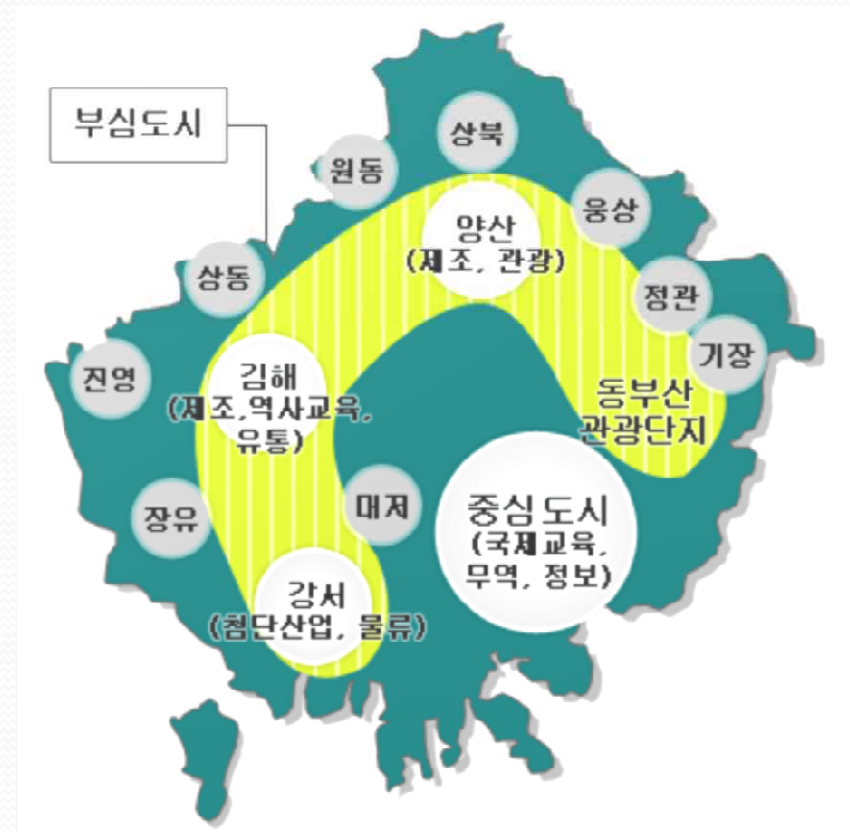 부심도시
상북
원동
웅상
양산
(제조, 관광)
상동
정관
기장
진영
김해
(제조,역사교육,
유통)
동부산
관광단지
장유
대저
중심 도시
(국제교육,
무역, 정보)
강서
(첨단산업, 물류)